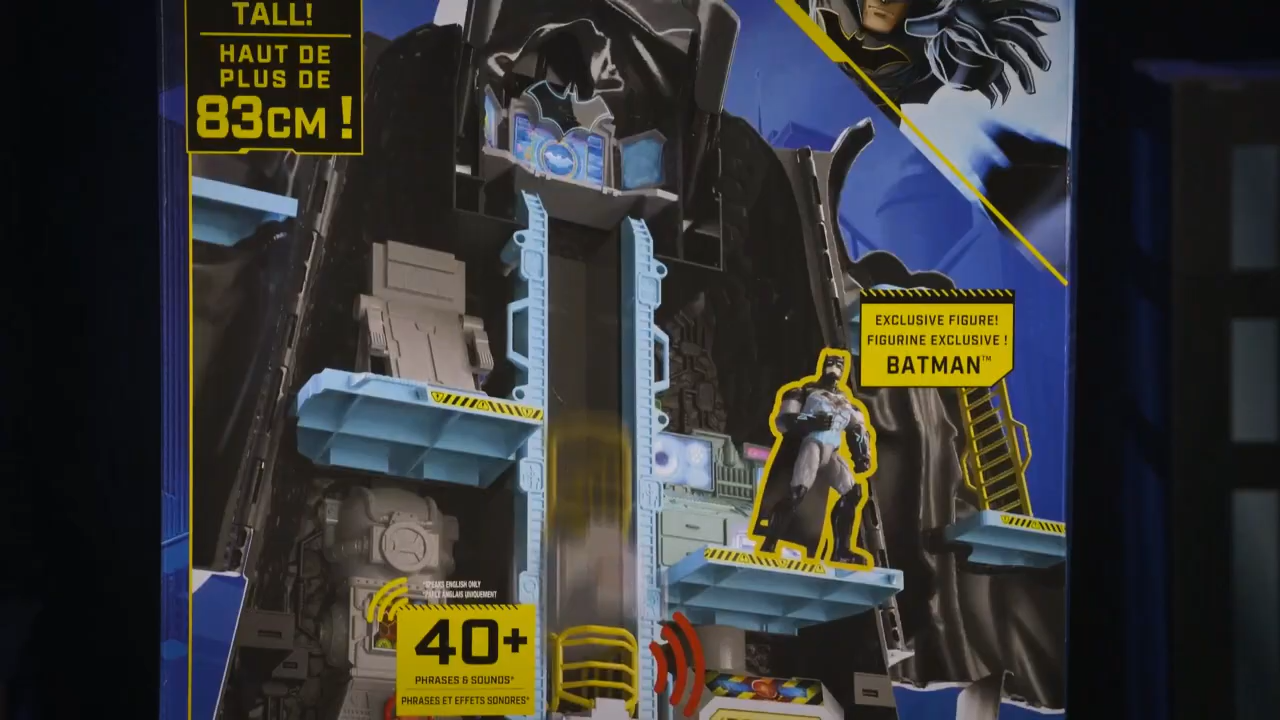 TALL!
HAUT DE
PLUS DE
83CM!
EXCLUSIVE FIGURE!
FIGURINE EXCLUSIVE !
BATMAN™
*SPEAKS ENGLISH ONLY
*PARLE ANGLAIS UNIQUEMENT
40+
PHRASES & SOUNDS*
PHRASES ET EFFETS SONORES*